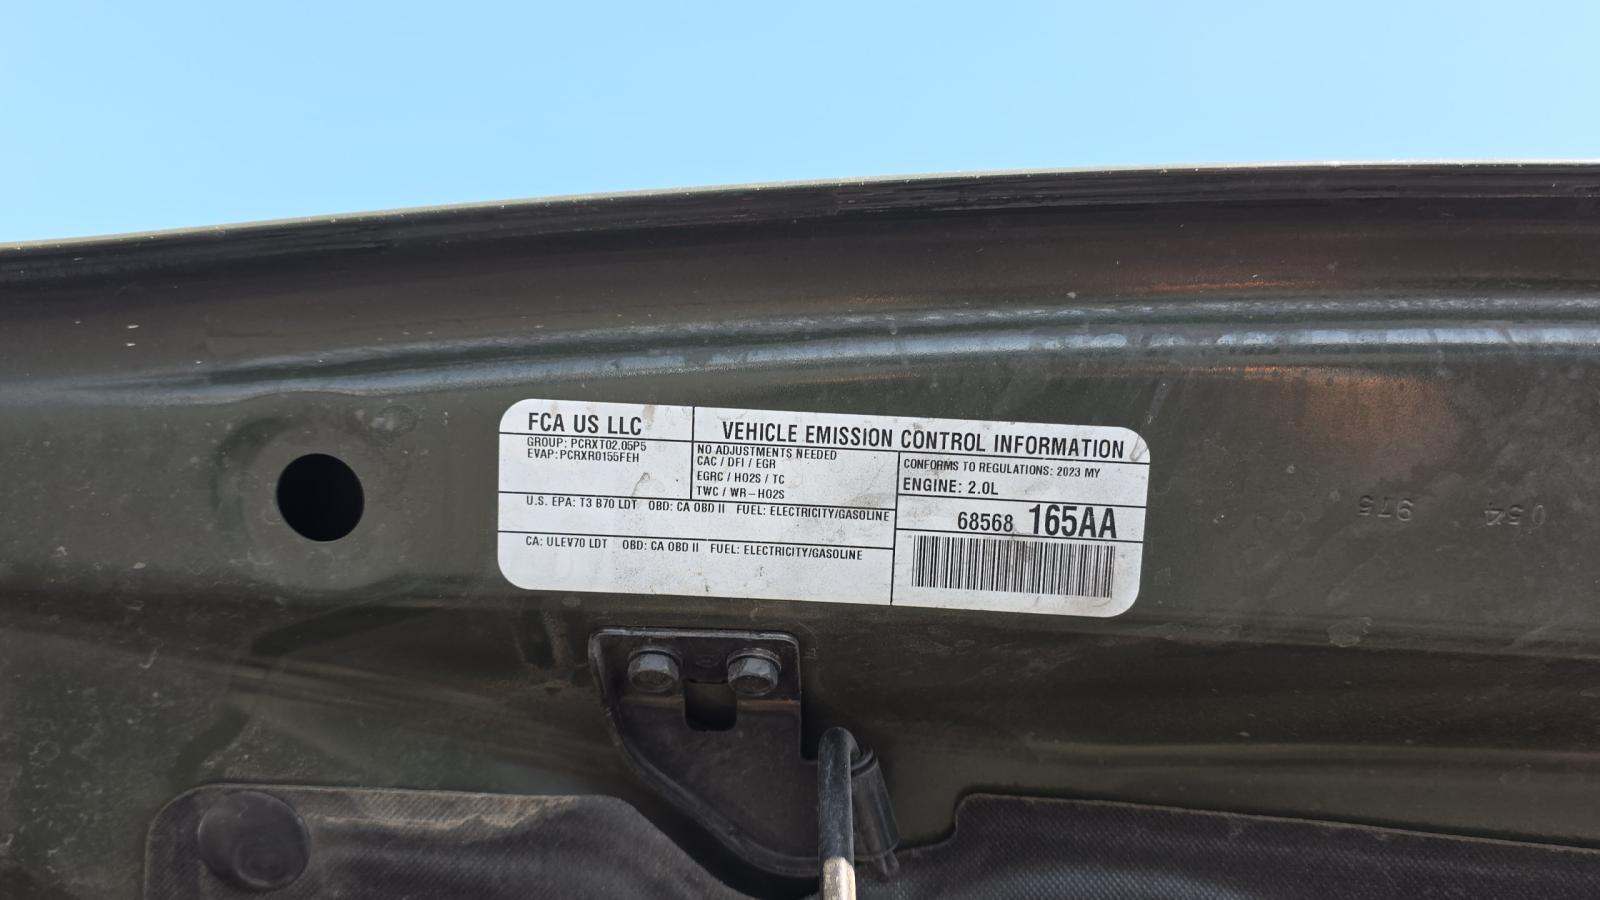 FCA US LLC
GROUP: PCRXT02.05P5
EVAP: PCRXR0155FEH
VEHICLE EMISSION CONTROL INFORMATION
NO ADJUSTMENTS NEEDED
CAC / DFI / EGR
EGRC / HO2S / TC
TWC / WR-HO2S
CONFORMS TO REGULATIONS: 2023 MY
ENGINE: 2.0L
U.S. EPA: T3 B70 LDT OBD: CA OBD II FUEL: ELECTRICITY/GASOLINE
68568 165AA
CA: ULEV70 LDT OBD: CA OBD II FUEL: ELECTRICITY/GASOLINE